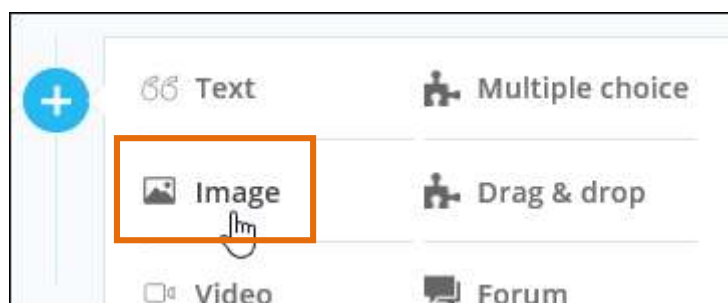 Text
Multiple choice
Image
Drag & drop
Video
Forum